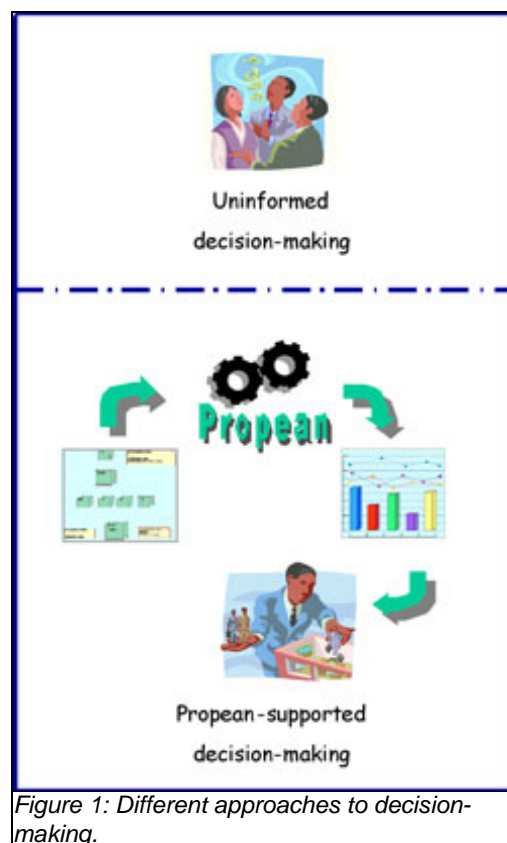 Uninformed
decision-making
Propean
Propean-supported
decision-making
Figure 1: Different approaches to decision-
making.